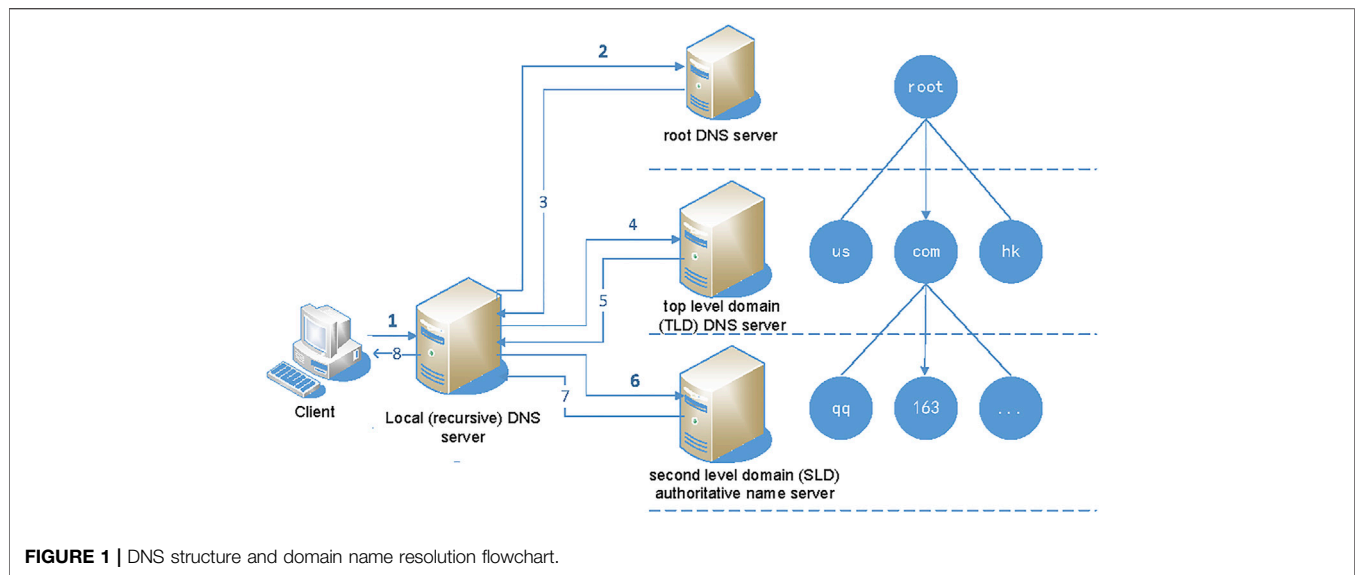 2
root
root DNS server
3
4
us
com
hk
5
top level domain
(TLD) DNS server
1
8
6
7
qq
163
...
Client
Local (recursive) DNS
server
second level domain (SLD)
authoritative name server
FIGURE 1 | DNS structure and domain name resolution flowchart.